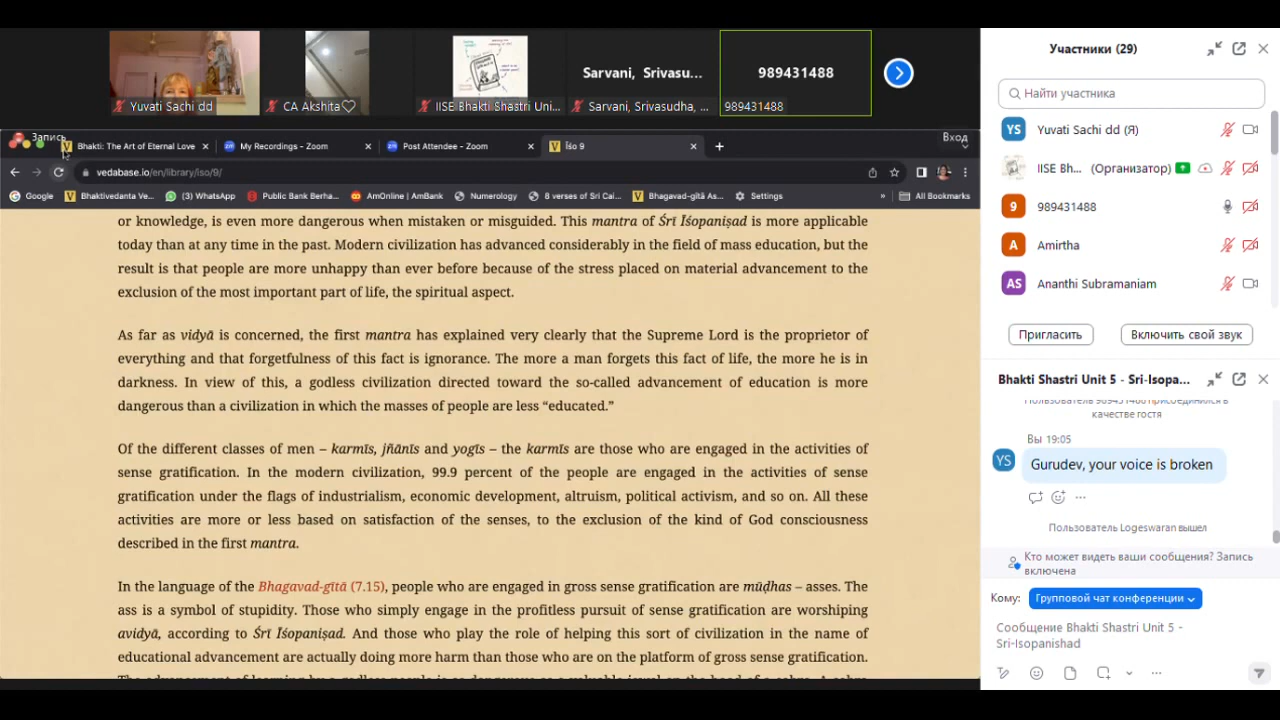 Yuvati Sachi dd
CA Akshita
IISE Bhakti Shastri Uni...
Sarvani, Srivasu...
Sarvani, Srivasudha, ...
989431488
989431488
Запись
Вход
Bhakti: The Art of Eternal Love
My Recordings - Zoom
Post Attendee - Zoom
Īśo 9
vedabase.io/en/library/iso/9/
Google
Bhaktivedanta Ve...
(3) WhatsApp
Public Bank Berha...
AmOnline | AmBank
Numerology
8 verses of Sri Cai...
Bhagavad-gītā As...
Settings
»
All Bookmarks
or knowledge, is even more dangerous when mistaken or misguided. This mantra of Śrī Īśopaniṣad is more applicable
today than at any time in the past. Modern civilization has advanced considerably in the field of mass education, but the
result is that people are more unhappy than ever before because of the stress placed on material advancement to the
exclusion of the most important part of life, the spiritual aspect.
As far as vidyā is concerned, the first mantra has explained very clearly that the Supreme Lord is the proprietor of
everything and that forgetfulness of this fact is ignorance. The more a man forgets this fact of life, the more he is in
darkness. In view of this, a godless civilization directed toward the so-called advancement of education is more
dangerous than a civilization in which the masses of people are less “educated.”
Of the different classes of men – karmīs, jñānīs and yogīs – the karmīs are those who are engaged in the activities of
sense gratification. In the modern civilization, 99.9 percent of the people are engaged in the activities of sense
gratification under the flags of industrialism, economic development, altruism, political activism, and so on. All these
activities are more or less based on satisfaction of the senses, to the exclusion of the kind of God consciousness
described in the first mantra.
In the language of the Bhagavad-gītā (7.15), people who are engaged in gross sense gratification are mūḍhas – asses. The
ass is a symbol of stupidity. Those who simply engage in the profitless pursuit of sense gratification are worshiping
avidyā, according to Śrī Īśopaniṣad. And those who play the role of helping this sort of civilization in the name of
educational advancement are actually doing more harm than those who are on the platform of gross sense gratification.
Участники (29)
Найти участника
YS Yuvati Sachi dd (Я)
IISE Bh... (Организатор)
9 989431488
A Amirtha
AS Ananthi Subramaniam
Пригласить
Включить свой звук
Bhakti Shastri Unit 5 - Sri-Isopa...
Пользователь 989431488 присоединился в
качестве гостя
Вы 19:05
YS Gurudev, your voice is broken
Пользователь Logeswaran вышел
Кто может видеть ваши сообщения? Запись
включена
Кому: Групповой чат конференции
Сообщение Bhakti Shastri Unit 5 -
Sri-Isopanishad